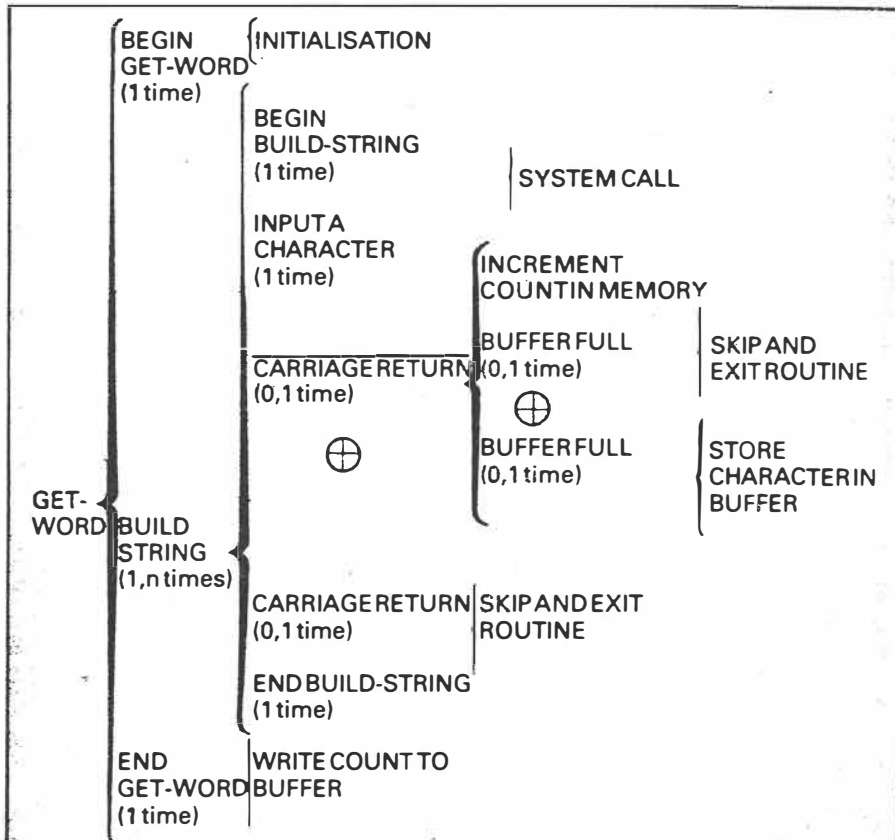 BEGIN
GET-WORD
(1 time)
INITIALISATION
BEGIN
BUILD-STRING
(1 time)
SYSTEM CALL
INPUT A
CHARACTER
(1 time)
INCREMENT
COUNT IN MEMORY
CARRIAGE RETURN
(0,1 time)
BUFFER FULL
(0,1 time)
SKIP AND
EXIT ROUTINE
BUFFER FULL
(0,1 time)
STORE
CHARACTER IN
BUFFER
GET-
WORD
BUILD
STRING
(1,n times)
CARRIAGE RETURN
(0,1 time)
SKIP AND EXIT
ROUTINE
END BUILD-STRING
(1 time)
END
GET-WORD
(1 time)
WRITE COUNT TO
BUFFER